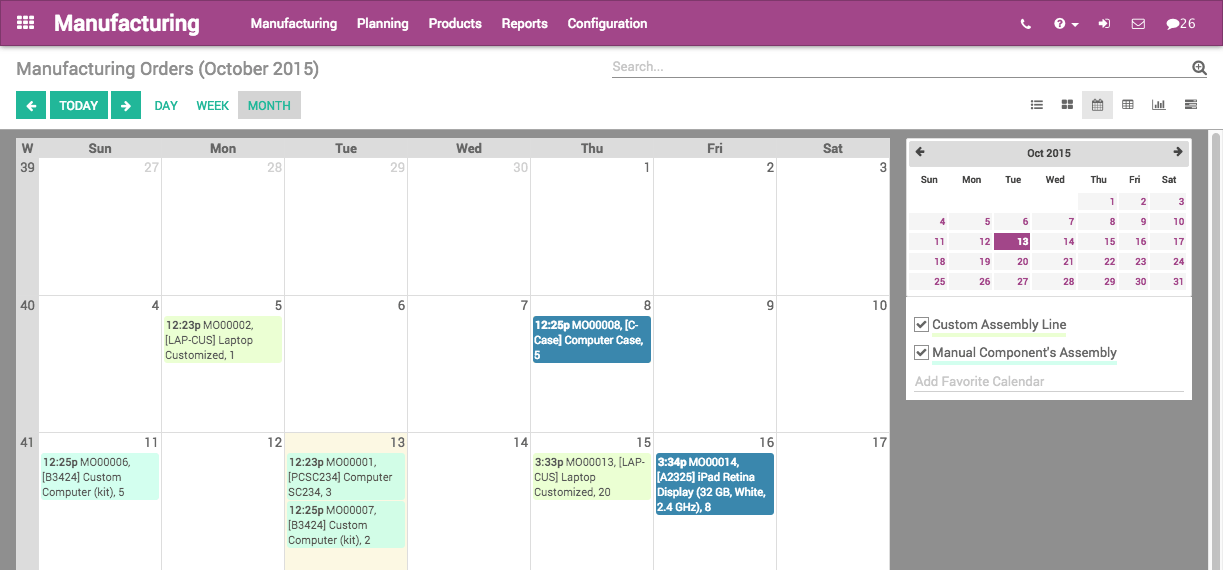 Manufacturing Manufacturing Planning Products Reports Configuration 26
Manufacturing Orders (October 2015) Search...
TODAY DAY WEEK MONTH
W Sun Mon Tue Wed Thu Fri Sat
39 27 28 29 30 1 2 3
40 4 5 6 7 8 9 10
12:23p MO00002,
[LAP-CUS] Laptop
Customized, 1
12:25p MO00008, [C-
Case] Computer Case,
5
41 11 12 13 14 15 16 17
12:25p MO00006,
[B3424] Custom
Computer (kit), 5
12:23p MO00001,
[PCSC234] Computer
SC234, 3
12:25p MO00007,
[B3424] Custom
Computer (kit), 2
3:33p MO00013, [LAP-
CUS] Laptop
Customized, 20
3:34p MO00014,
[A2325] iPad Retina
Display (32 GB, White,
2.4 GHz), 8
Oct 2015
Sun Mon Tue Wed Thu Fri Sat
1 2 3
4 5 6 7 8 9 10
11 12 13 14 15 16 17
18 19 20 21 22 23 24
25 26 27 28 29 30 31
Custom Assembly Line
Manual Component's Assembly
Add Favorite Calendar